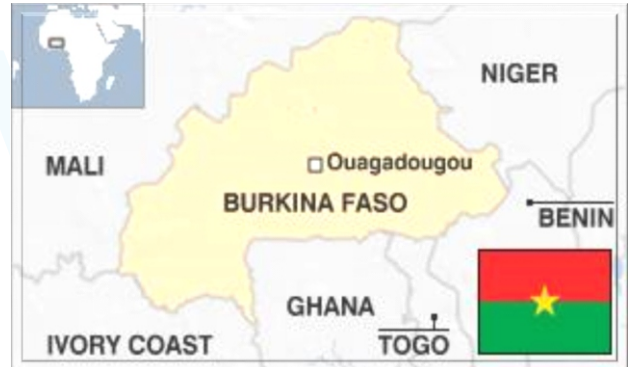 NIGER
MALI
Ouagadougou
BURKINA FASO
BENIN
GHANA
IVORY COAST
TOGO